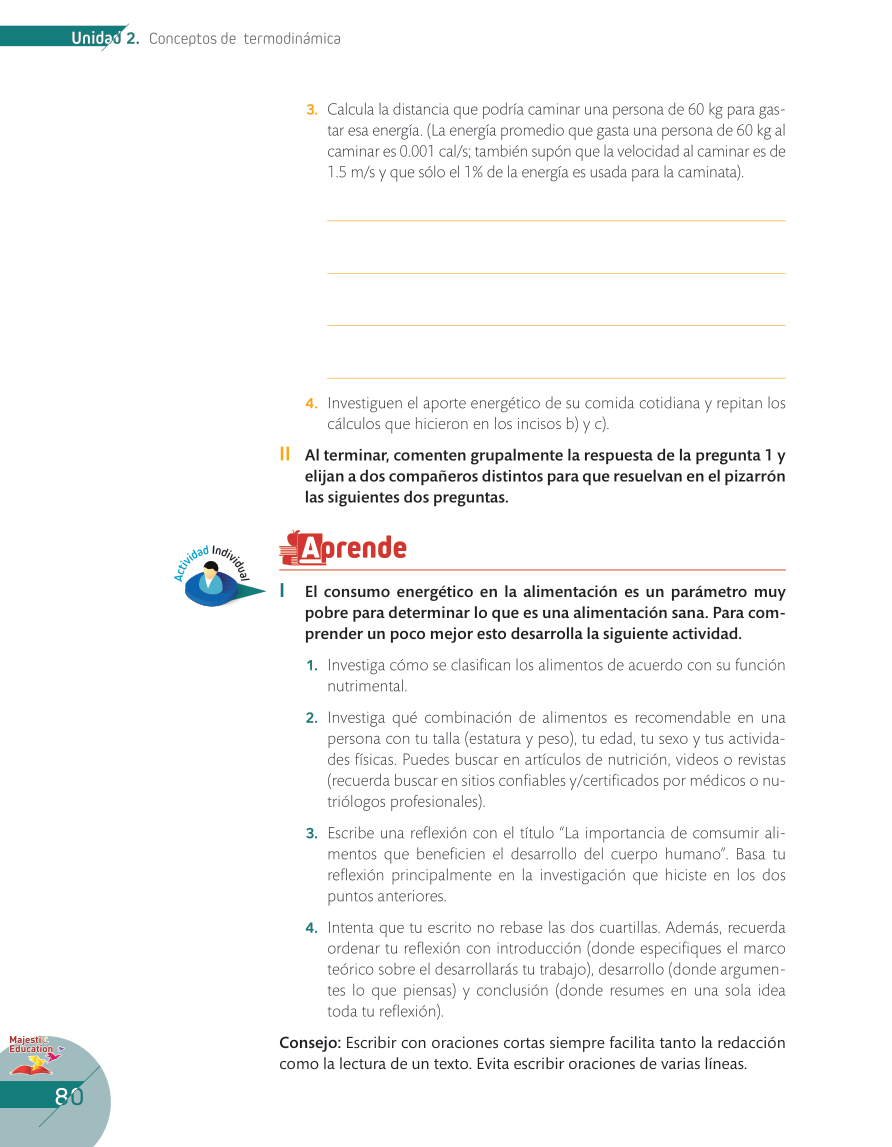 Unidad 2. Conceptos de termodinámica
3. Calcula la distancia que podría caminar una persona de 60 kg para gas-
tar esa energía. (La energía promedio que gasta una persona de 60 kg al
caminar es 0.001 cal/s; también supón que la velocidad al caminar es de
1.5 m/s y que sólo el 1% de la energía es usada para la caminata).
4. Investiguen el aporte energético de su comida cotidiana y repitan los
cálculos que hicieron en los incisos b) y c).
II Al terminar, comenten grupalmente la respuesta de la pregunta 1 y
elijan a dos compañeros distintos para que resuelvan en el pizarrón
las siguientes dos preguntas.
Actividad Individual
Aprende
I El consumo energético en la alimentación es un parámetro muy
pobre para determinar lo que es una alimentación sana. Para com-
prender un poco mejor esto desarrolla la siguiente actividad.
1. Investiga cómo se clasifican los alimentos de acuerdo con su función
nutrimental.
2. Investiga qué combinación de alimentos es recomendable en una
persona con tu talla (estatura y peso), tu edad, tu sexo y tus activida-
des físicas. Puedes buscar en artículos de nutrición, videos o revistas
(recuerda buscar en sitios confiables y/certificados por médicos o nu-
triólogos profesionales).
3. Escribe una reflexión con el título “La importancia de comsumir ali-
mentos que beneficien el desarrollo del cuerpo humano”. Basa tu
reflexión principalmente en la investigación que hiciste en los dos
puntos anteriores.
4. Intenta que tu escrito no rebase las dos cuartillas. Además, recuerda
ordenar tu reflexión con introducción (donde especifiques el marco
teórico sobre el desarrollarás tu trabajo), desarrollo (donde argumen-
tes lo que piensas) y conclusión (donde resumes en una sola idea
toda tu reflexión).
Consejo: Escribir con oraciones cortas siempre facilita tanto la redacción
como la lectura de un texto. Evita escribir oraciones de varias líneas.
Majestic
Education
80